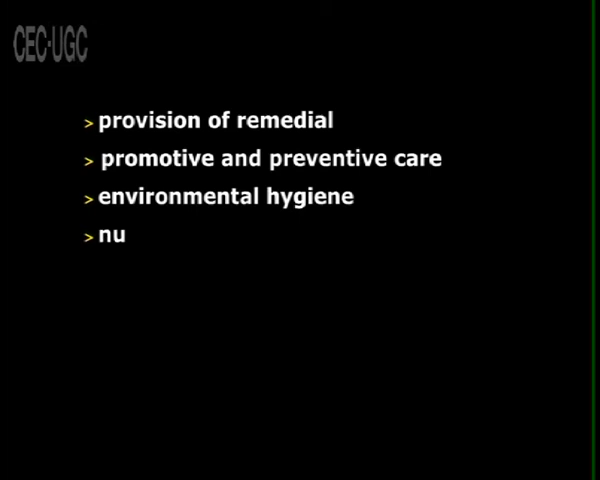 CEC-UGC
> provision of remedial
> promotive and preventive care
> environmental hygiene
> nu